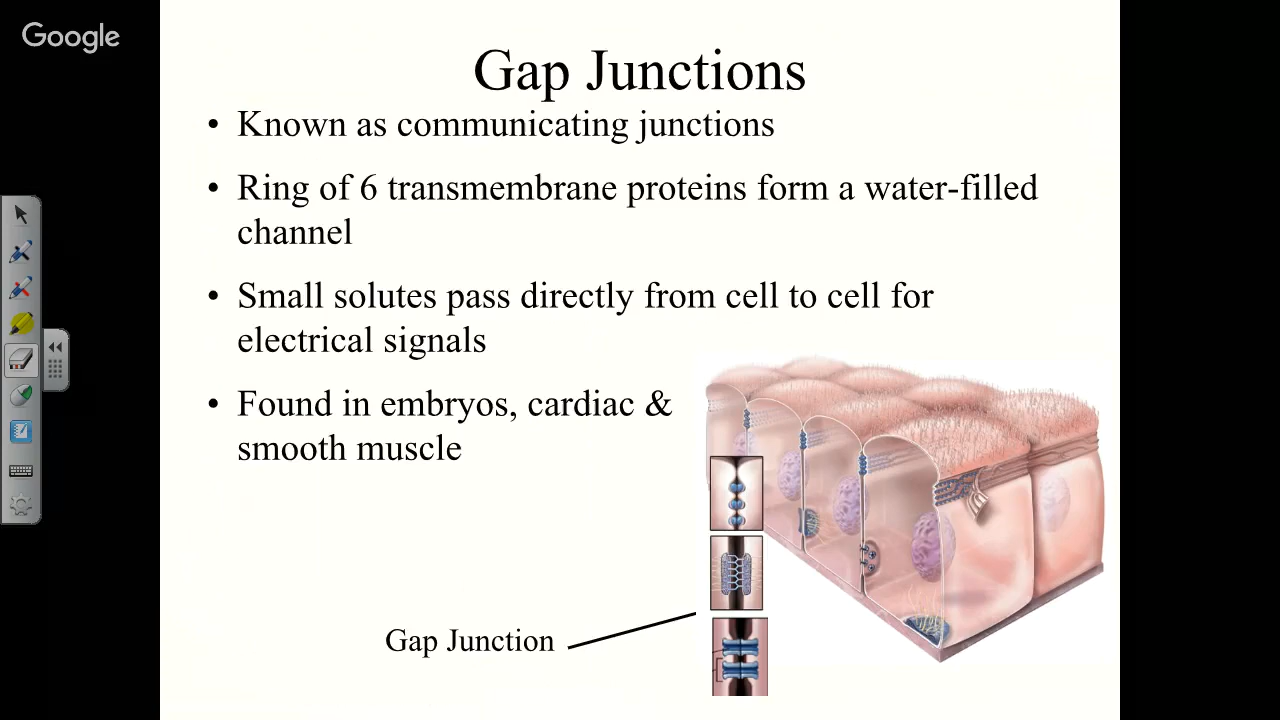 Google
Gap Junctions
• Known as communicating junctions
• Ring of 6 transmembrane proteins form a water-filled
channel
• Small solutes pass directly from cell to cell for
electrical signals
• Found in embryos, cardiac &
smooth muscle
Gap Junction